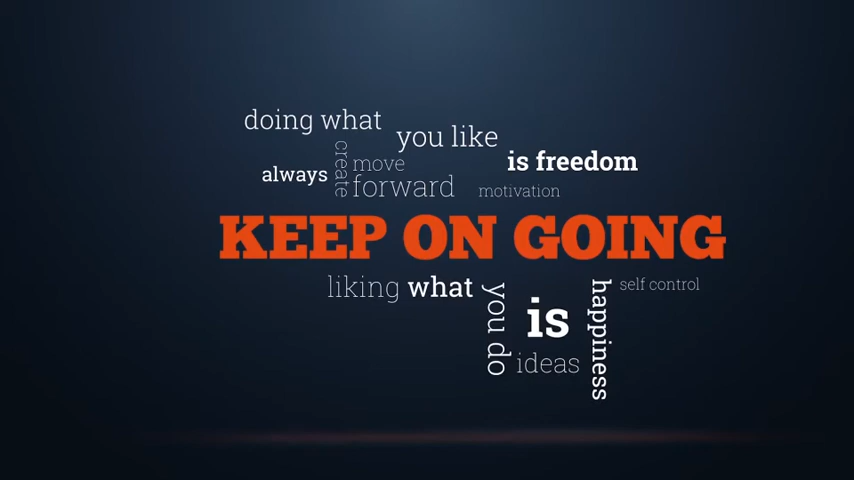 doing what
you like
is freedom
always
create
move
forward
motivation
KEEP ON GOING
liking what
you do
is
ideas
happiness
self control